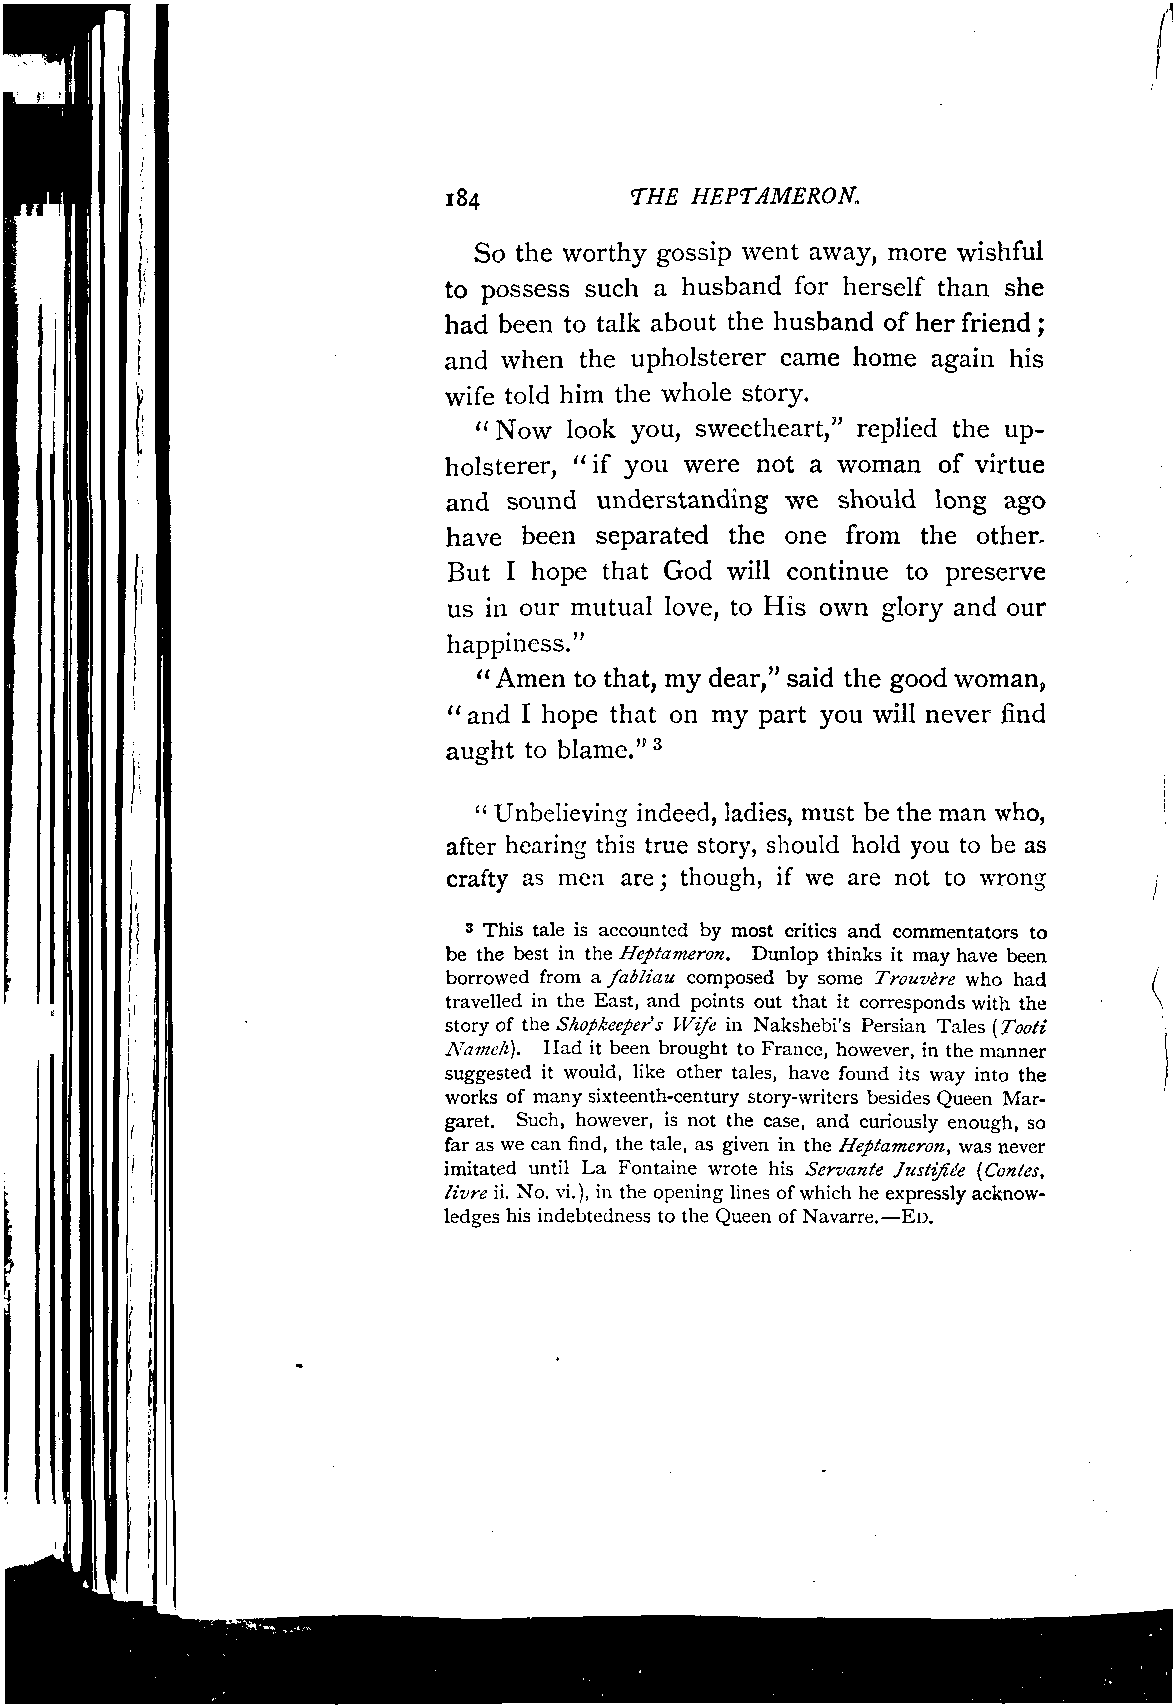 184 THE HEPTAMERON.
So the worthy gossip went away, more wishful
to possess such a husband for herself than she
had been to talk about the husband of her friend;
and when the upholsterer came home again his
wife told him the whole story.
"Now look you, sweetheart," replied the up-
holsterer, "if you were not a woman of virtue
and sound understanding we should long ago
have been separated the one from the other.
But I hope that God will continue to preserve
us in our mutual love, to His own glory and our
happiness."
"Amen to that, my dear," said the good woman,
"and I hope that on my part you will never find
aught to blame." 3
"Unbelieving indeed, ladies, must be the man who,
after hearing this true story, should hold you to be as
crafty as men are; though, if we are not to wrong
3 This tale is accounted by most critics and commentators to
be the best in the Heptameron. Dunlop thinks it may have been
borrowed from a fabliau composed by some Trouvère who had
travelled in the East, and points out that it corresponds with the
story of the Shopkeeper's Wife in Nakshebi's Persian Tales (Tooti
Nameh). Had it been brought to France, however, in the manner
suggested it would, like other tales, have found its way into the
works of many sixteenth-century story-writers besides Queen Mar-
garet. Such, however, is not the case, and curiously enough, so
far as we can find, the tale, as given in the Heptameron, was never
imitated until La Fontaine wrote his Servante Justifiée (Contes,
livre ii. No. vi.), in the opening lines of which he expressly acknow-
ledges his indebtedness to the Queen of Navarre.—ED.